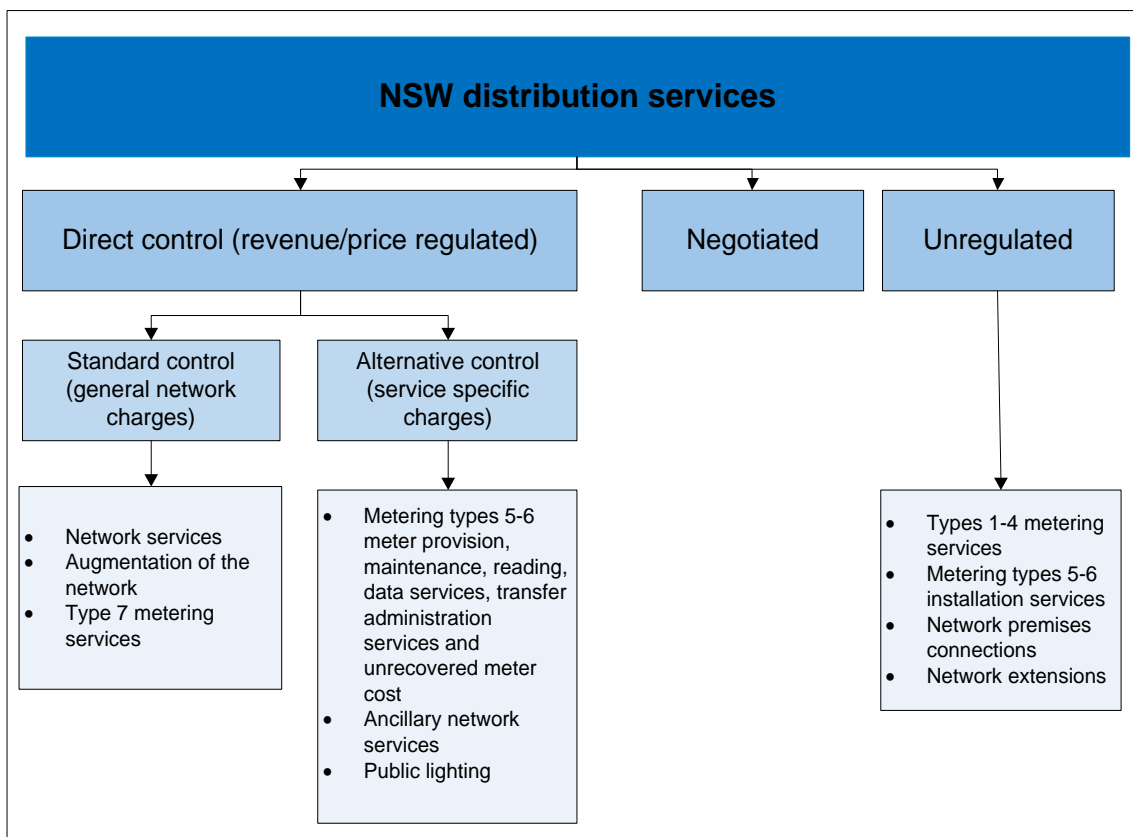 NSW distribution services
Direct control (revenue/price regulated)
Negotiated
Unregulated
Standard control
(general network
charges)
Alternative control
(service specific
charges)
• Network services
• Augmentation of the
network
• Type 7 metering
services
• Metering types 5-6
meter provision,
maintenance, reading,
data services, transfer
administration
services and
unrecovered meter
cost
• Ancillary network
services
• Public lighting
• Types 1-4 metering
services
• Metering types 5-6
installation services
• Network premises
connections
• Network extensions